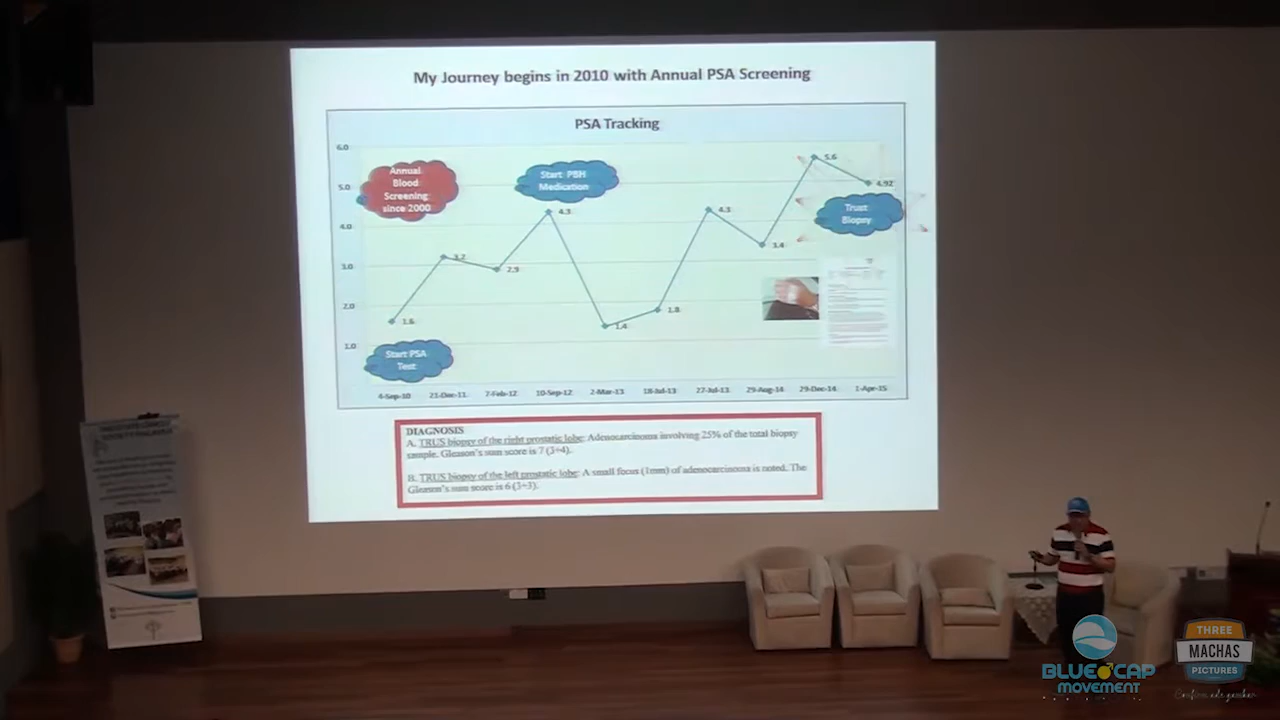 My Journey begins in 2010 with Annual PSA Screening
PSA Tracking
6.0
5.0
4.0
3.0
2.0
1.0
Annual
Blood
Screening
since 2000
Start PBH
Medication
Trust
Biopsy
Start PSA
Test
1.6
3.2
2.9
4.3
1.4
1.8
4.3
3.4
5.6
4.92
4-Sep-10
21-Dec-11
7-Feb-12
10-Sep-12
2-Mar-13
18-Jul-13
27-Jul-13
29-Aug-14
29-Dec-14
1-Apr-15
DIAGNOSIS
A. TRUS biopsy of the right prostatic lobe: Adenocarcinoma involving 25% of the total biopsy
sample. Gleason's sum score is 7 (3+4).
B. TRUS biopsy of the left prostatic lobe: A small focus (1mm) of adenocarcinoma is noted. The
Gleason's sum score is 6 (3+3).
BLUE CAP
MOVEMENT
THREE
MACHAS
PICTURES